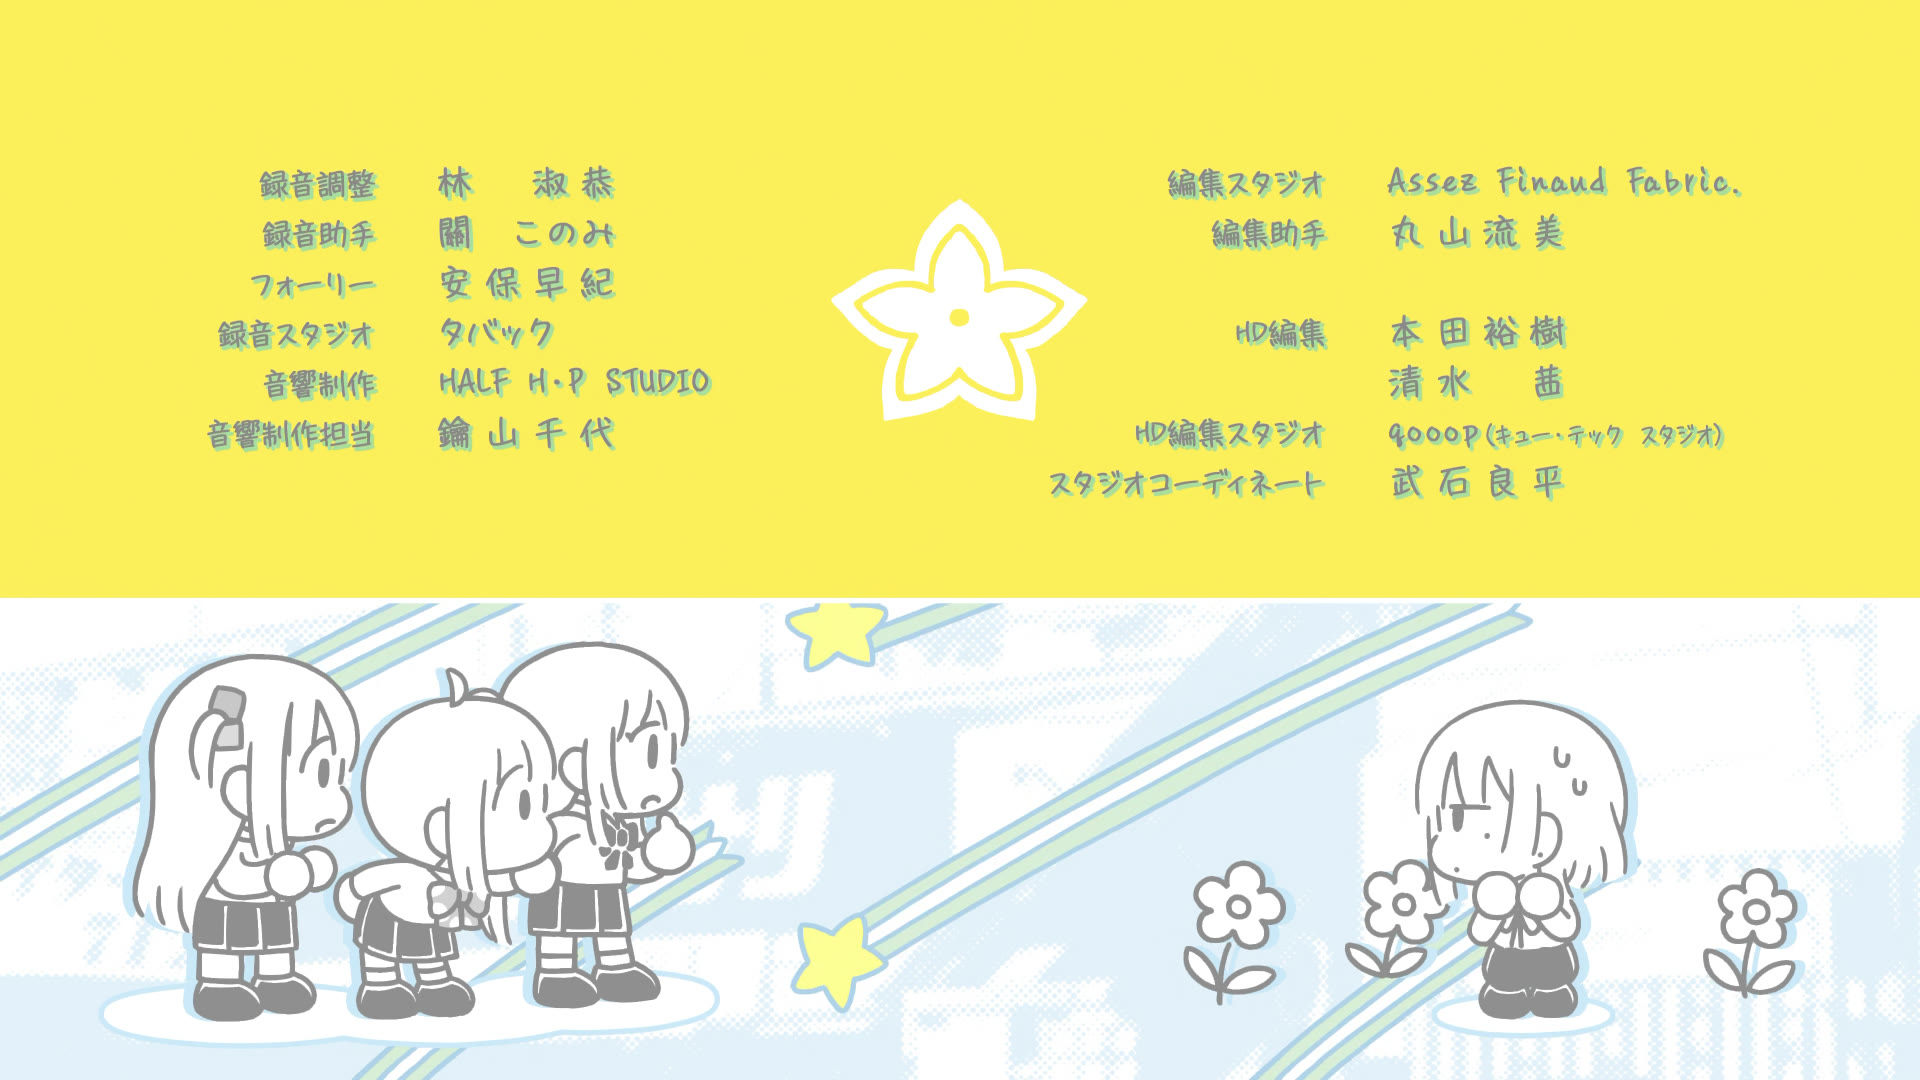 録音調整 林 淑恭
録音助手 關 このみ
フォーリー 安保早紀
録音スタジオ タバック
音響制作 HALF H・P STUDIO
音響制作担当 鑰山千代
編集スタジオ Assez Finaud Fabric.
編集助手 丸山流美
HD編集 本田裕樹
清水 茜
HD編集スタジオ q000p(キュー・テック スタジオ)
スタジオコーディネート 武石良平